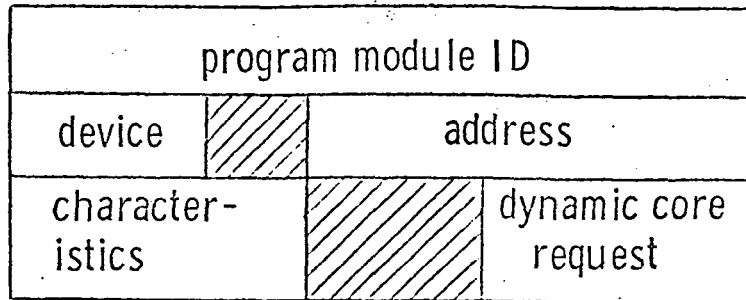 program module ID
device
address
character-
istics
dynamic core
request